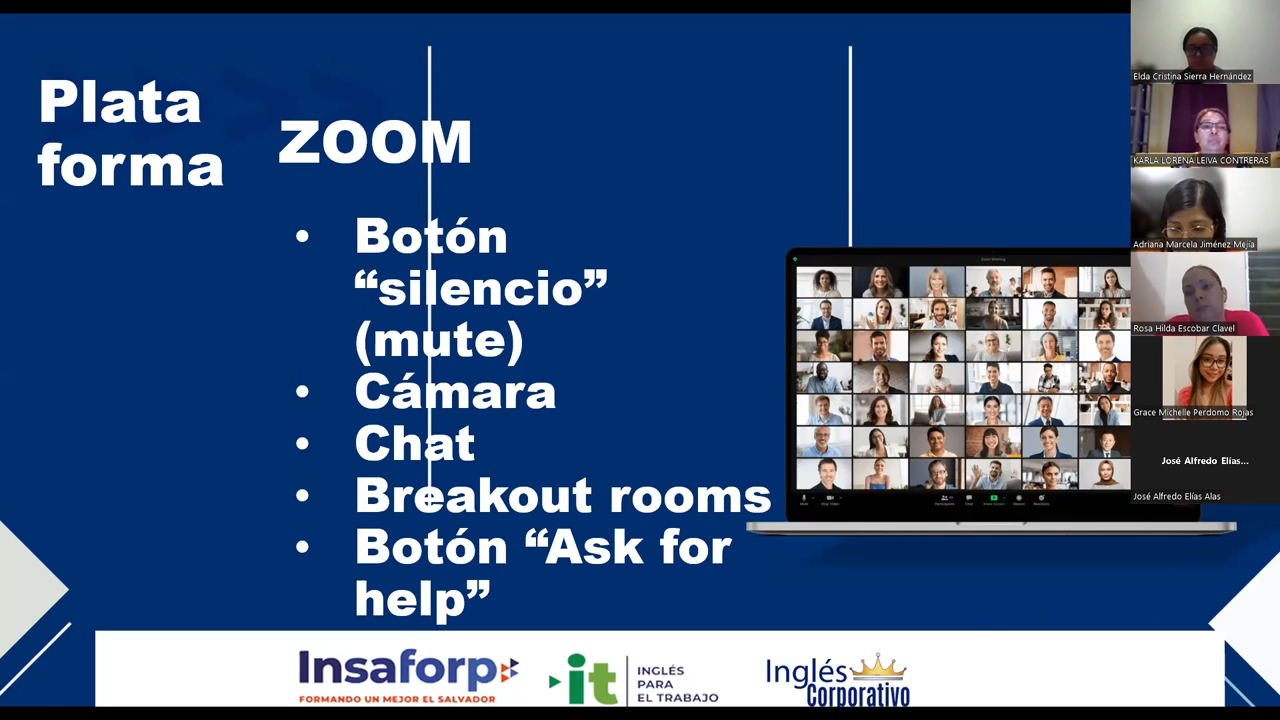 Plata
forma
ZOOM
• Botón
“silencio”
(mute)
• Cámara
• Chat
• Breakout rooms
• Botón “Ask for
help”
Elda Cristina Sierra Hernández
KARLA LORENA LEIVA CONTRERAS
Adriana Marcela Jiménez Mejía
Rosa Hilda Escobar Clavel
Grace Michelle Perdomo Rojas
José Alfredo Elías...
José Alfredo Elías Alas
Insaforp
FORMANDO UN MEJOR EL SALVADOR
it
INGLÉS
PARA
EL TRABAJO
Inglés
Corporativo